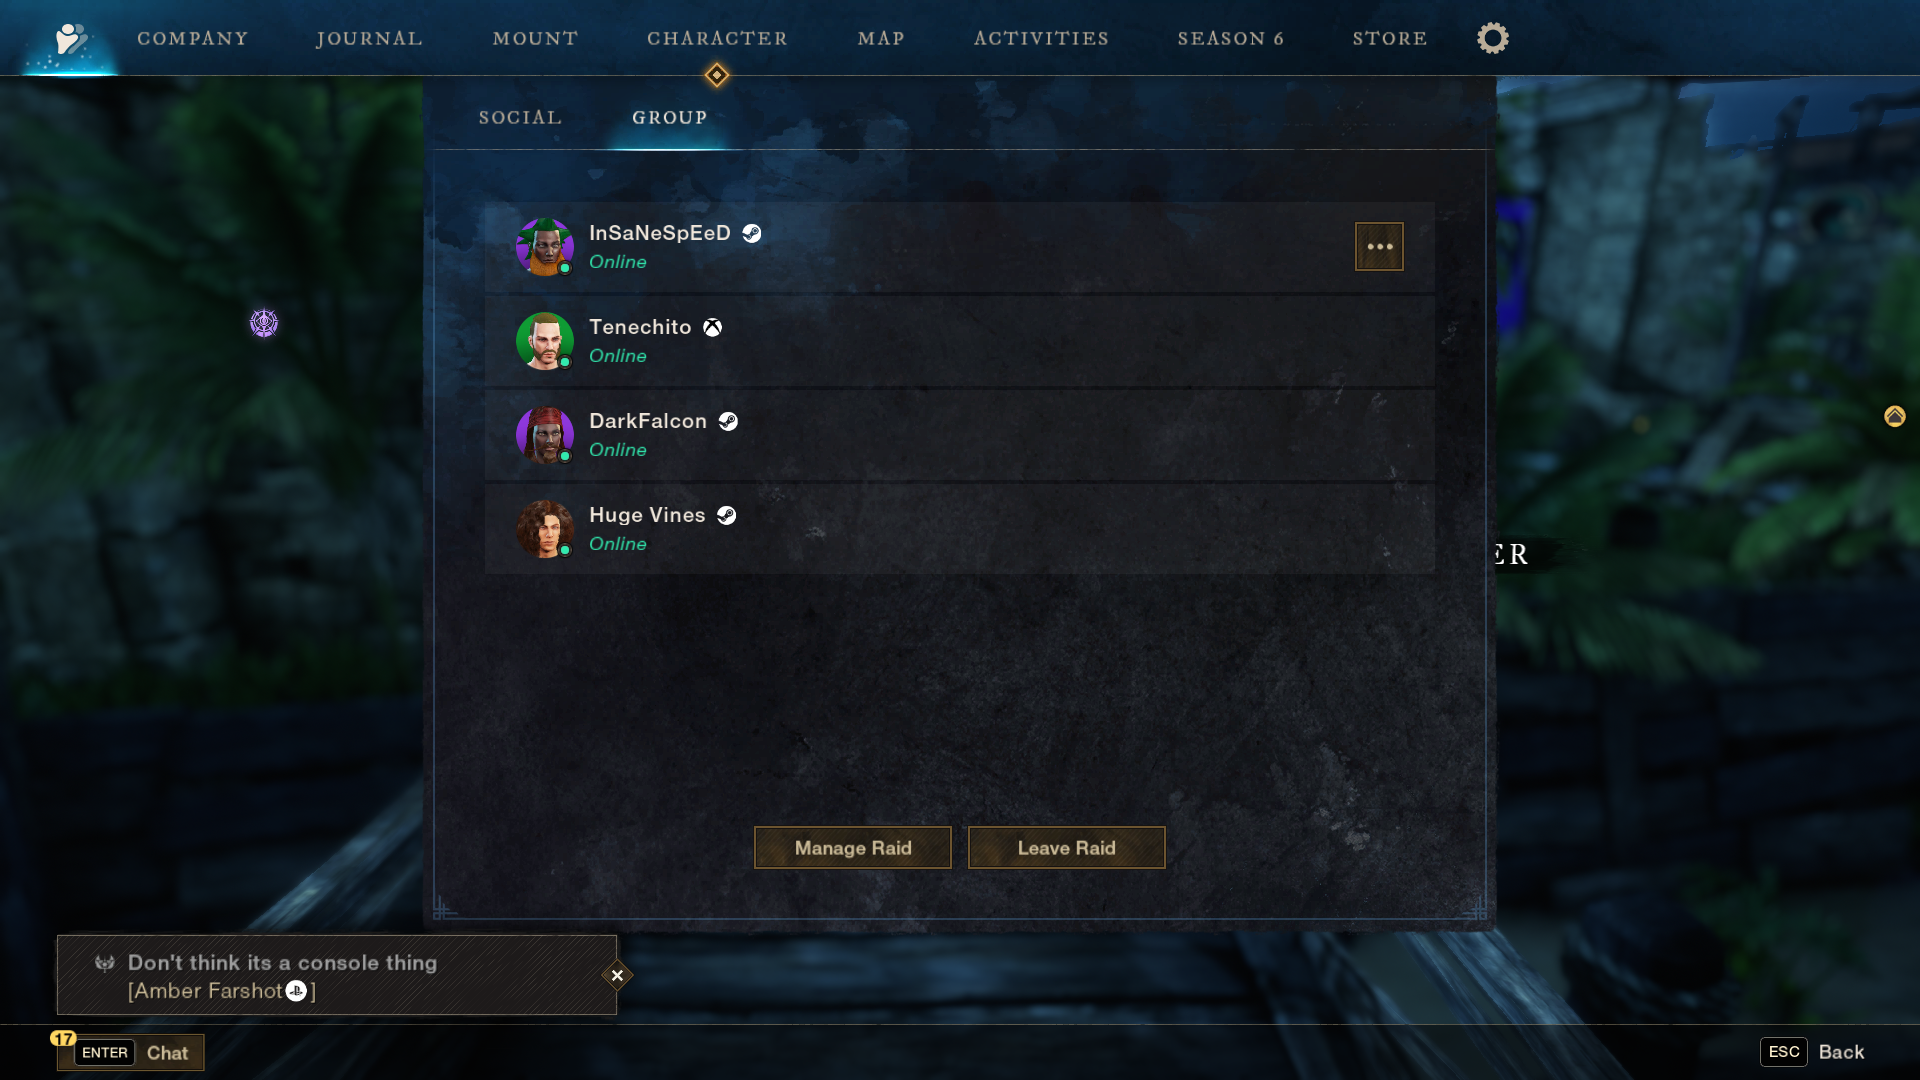 COMPANY JOURNAL MOUNT CHARACTER MAP ACTIVITIES SEASON 6 STORE
SOCIAL GROUP
InSaNeSpEeD
Online
Tenechito
Online
DarkFalcon
Online
Huge Vines
Online
ER
Manage Raid Leave Raid
Don't think its a console thing
[Amber Farshot]
17
ENTER Chat
ESC Back